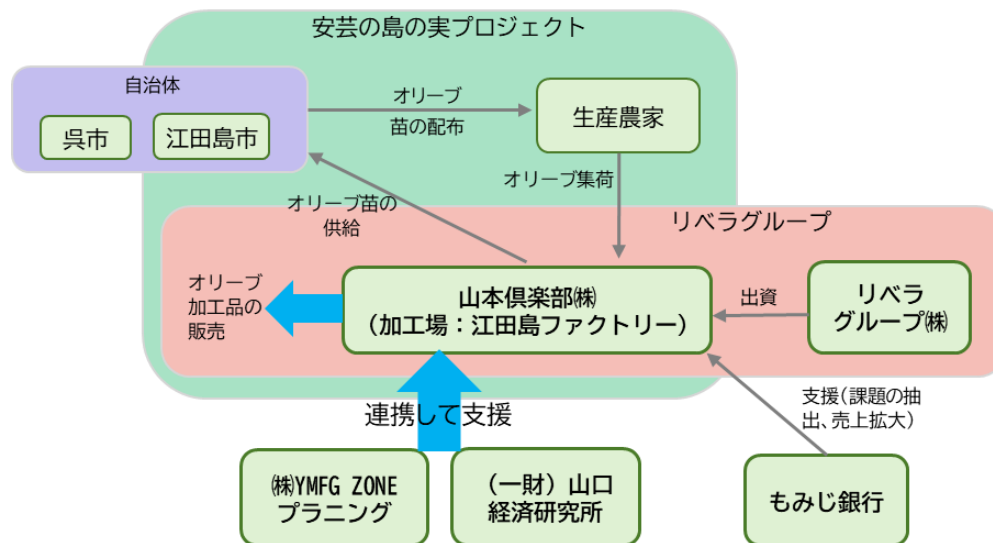 安芸の島の実プロジェクト
自治体
呉市
江田島市
オリーブ
苗の配布
生産農家
オリーブ集荷
オリーブ苗の
供給
リベラグループ
オリーブ
加工品の
販売
山本倶楽部㈱
（加工場：江田島ファクトリー）
出資
リベラ
グループ㈱
連携して支援
支援（課題の抽
出、売上拡大）
㈱YMFG ZONE
プラニング
（一財）山口
経済研究所
もみじ銀行